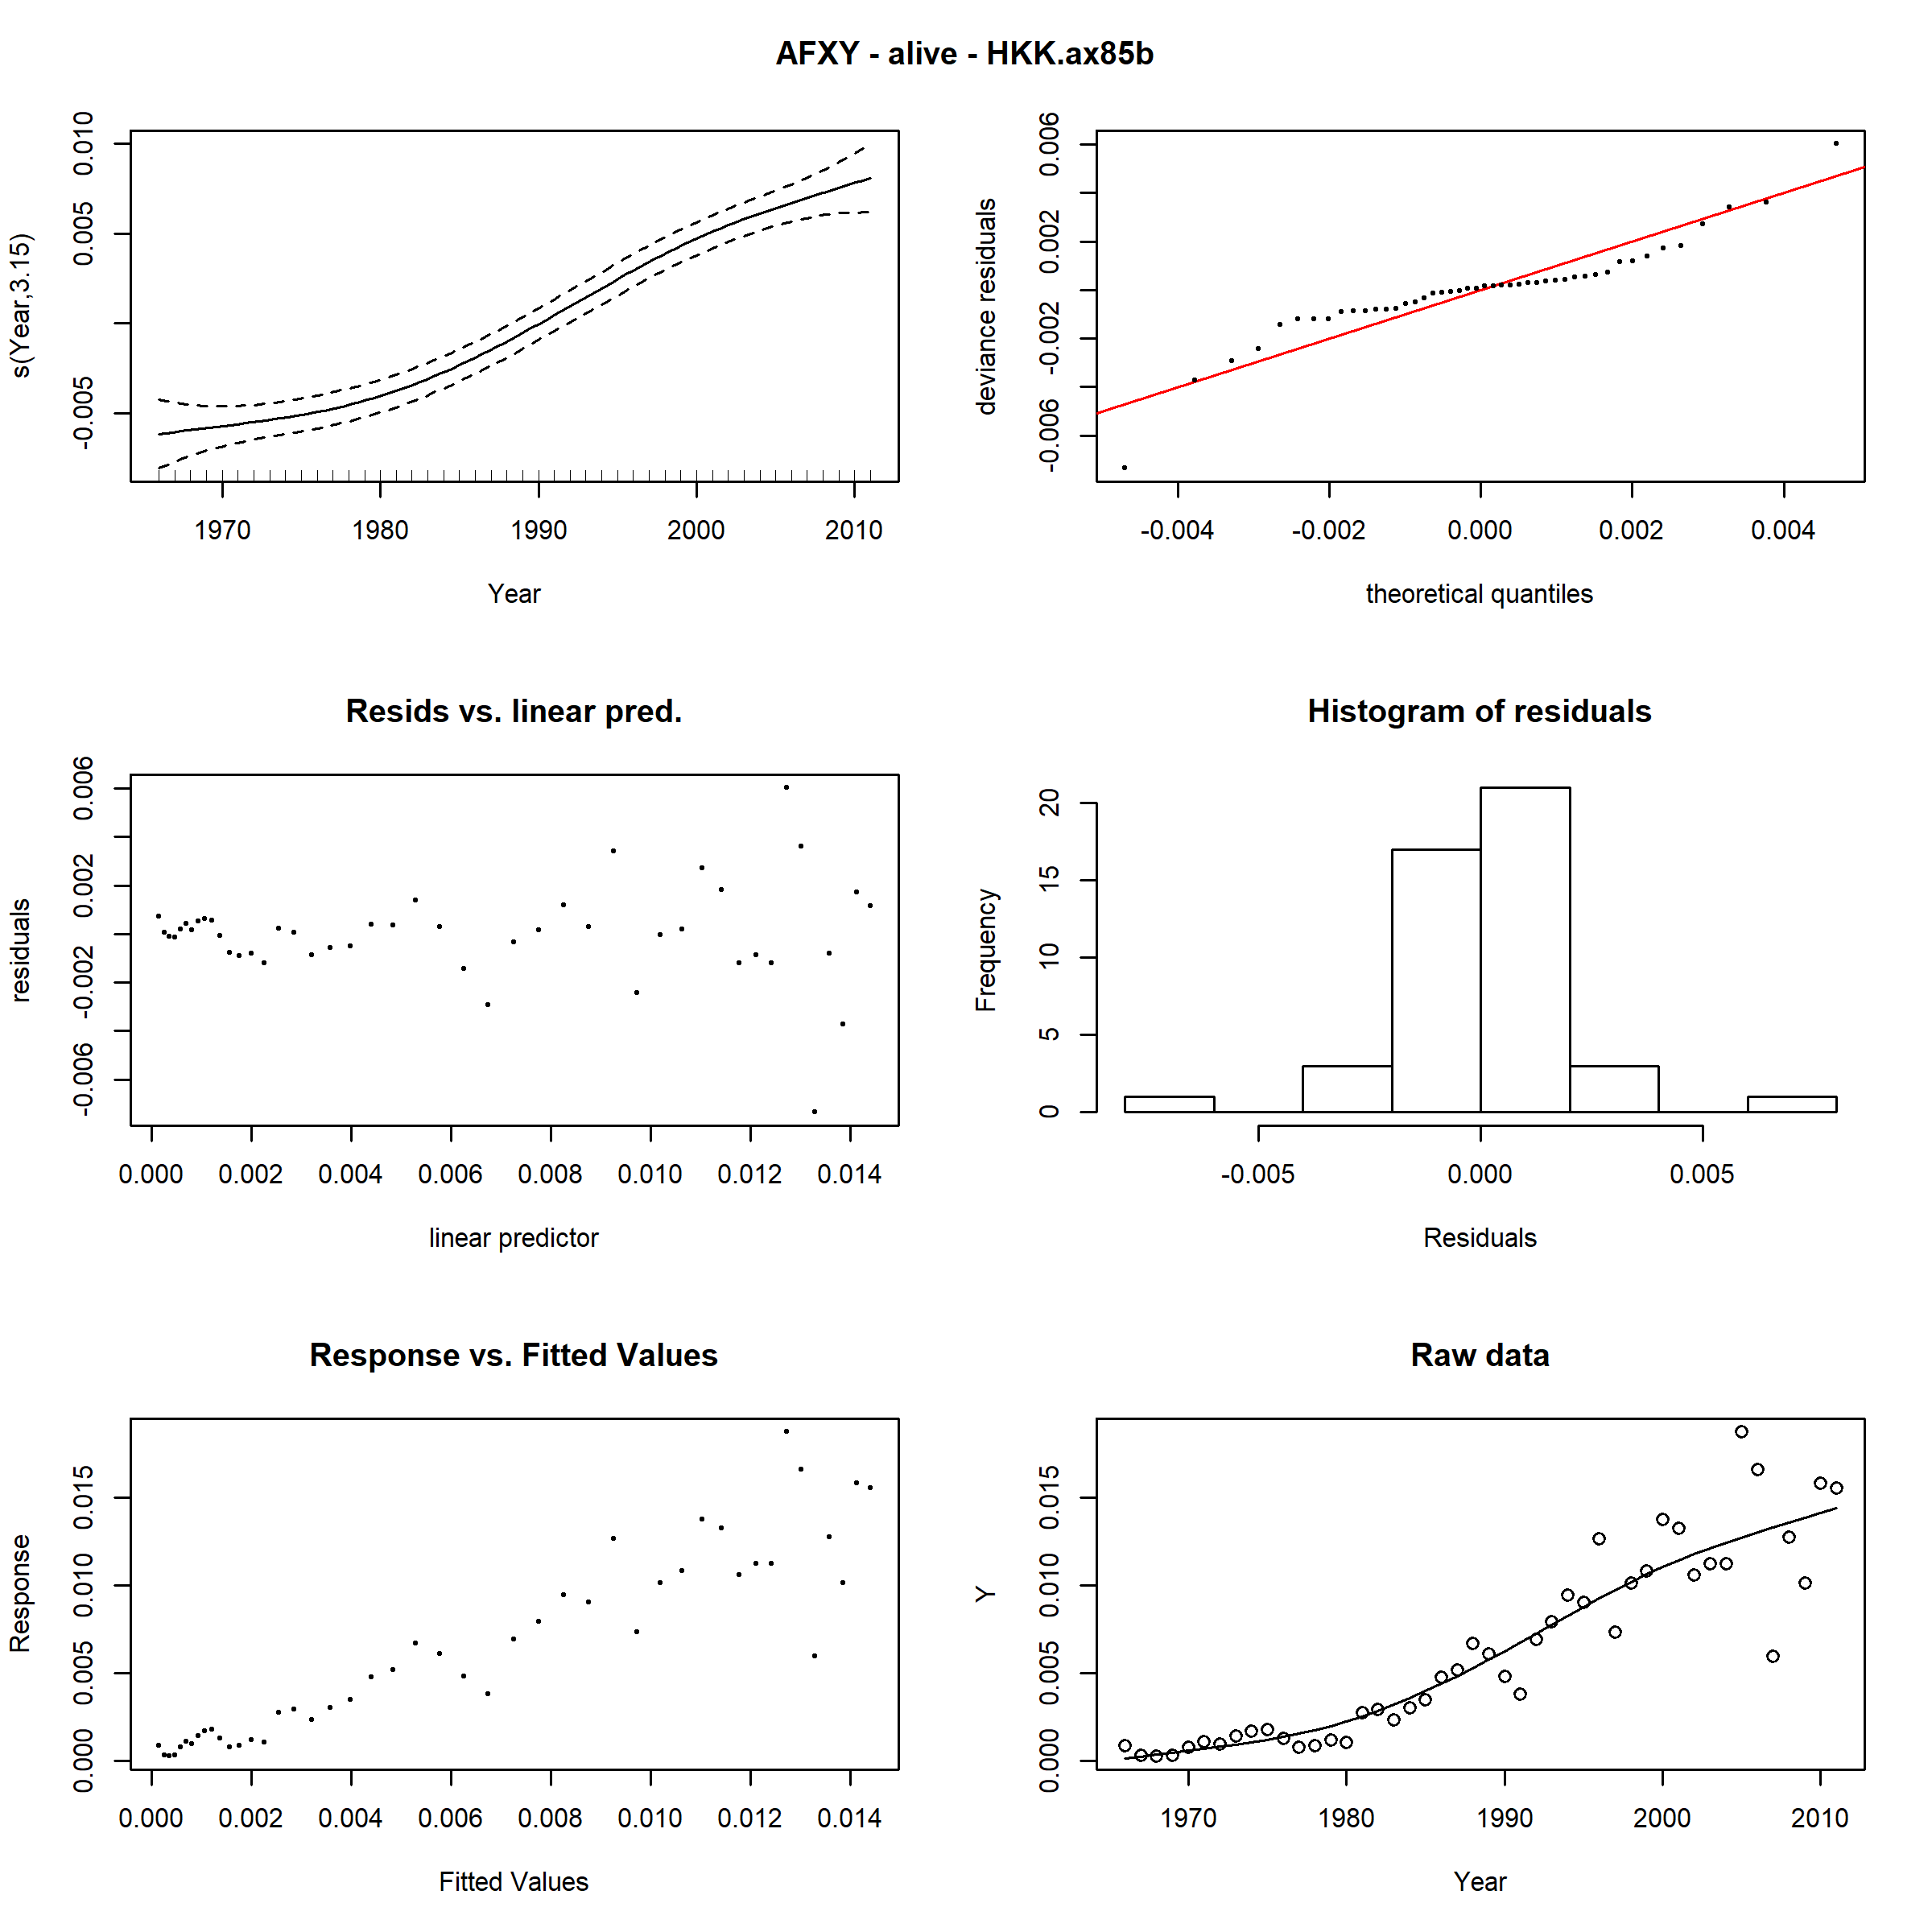 AFXY - alive - HKK.ax85b
s(Year,3.15)
-0.005 0.005 0.010
1970 1980 1990 2000 2010
Year
deviance residuals
-0.006 -0.002 0.002 0.006
-0.004 -0.002 0.000 0.002 0.004
theoretical quantiles
Resids vs. linear pred.
residuals
-0.006 -0.002 0.002 0.006
0.000 0.002 0.004 0.006 0.008 0.010 0.012 0.014
linear predictor
Histogram of residuals
Frequency
0 5 10 15 20
-0.005 0.000 0.005
Residuals
Response vs. Fitted Values
Response
0.000 0.005 0.010 0.015
0.000 0.002 0.004 0.006 0.008 0.010 0.012 0.014
Fitted Values
Raw data
Y
0.000 0.005 0.010 0.015
1970 1980 1990 2000 2010
Year